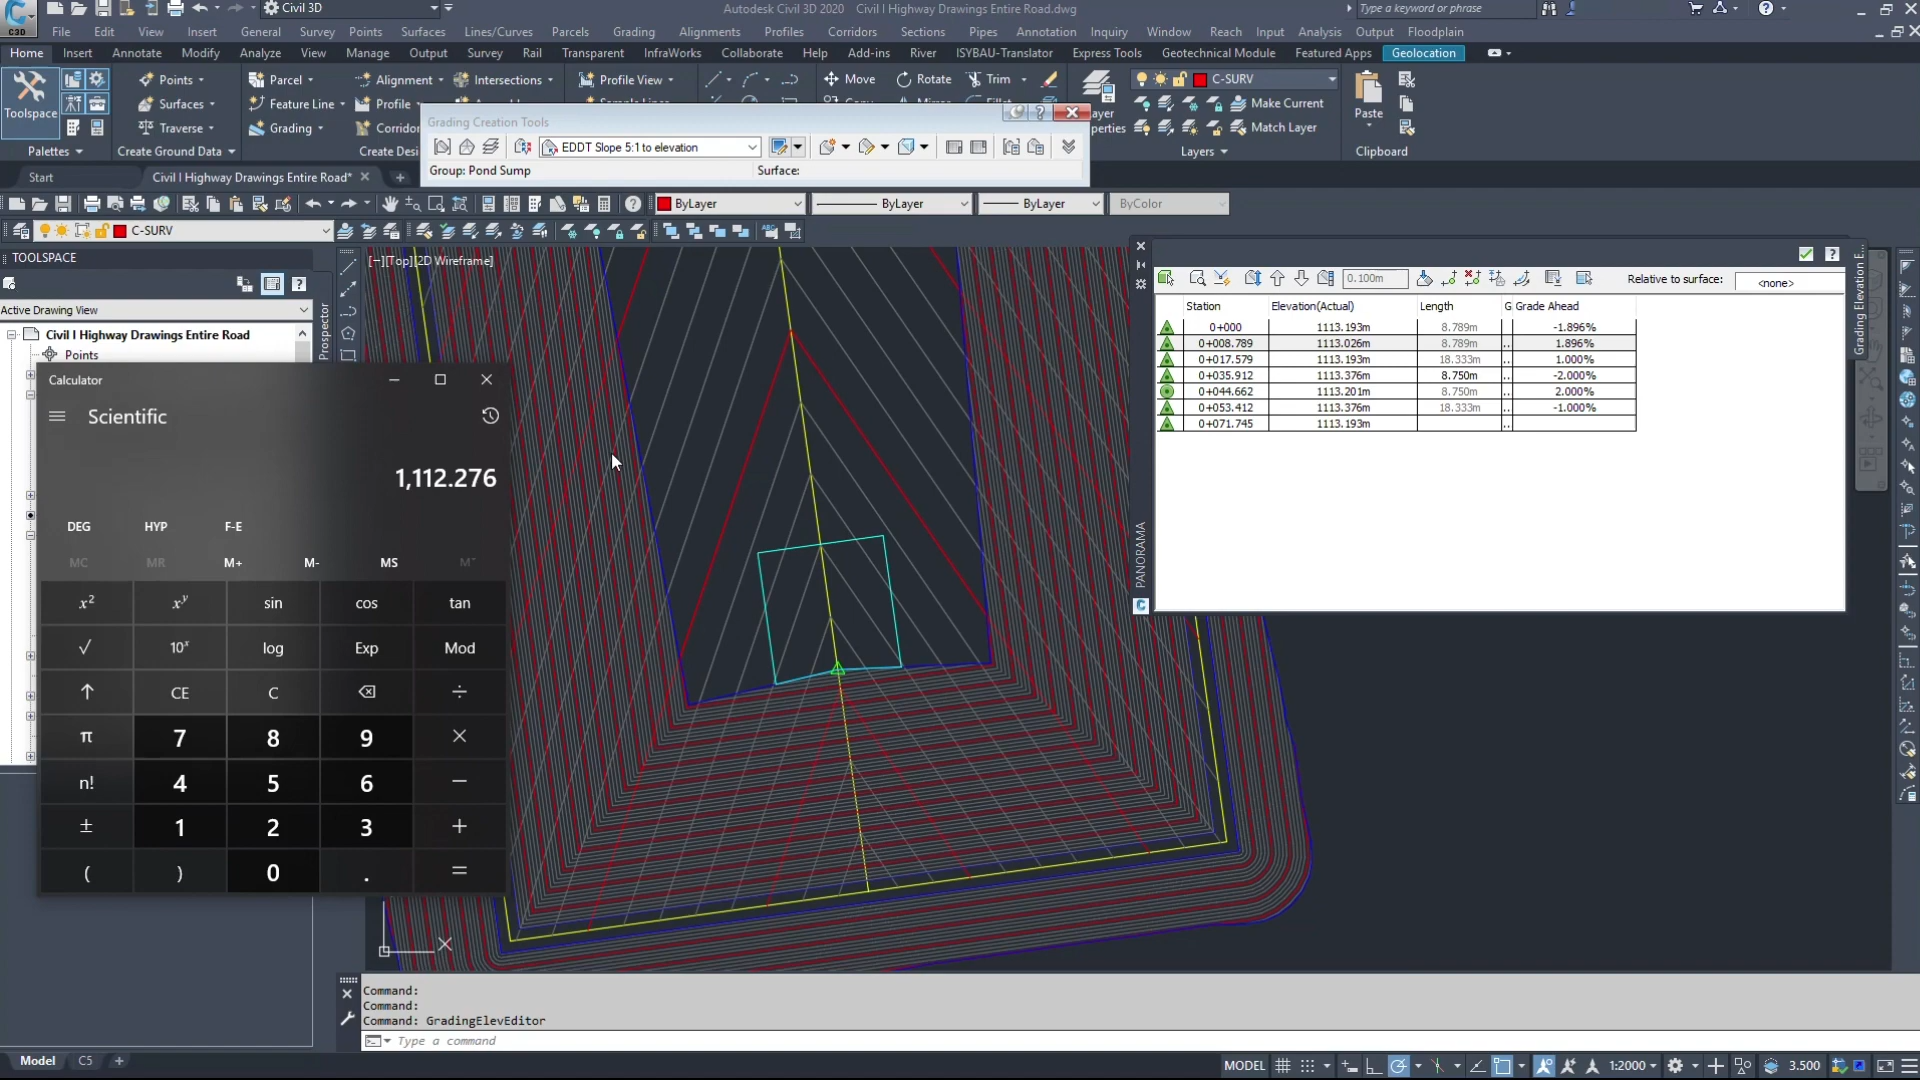 Civil 3D
Autodesk Civil 3D 2020 Civil I Highway Drawings Entire Road.dwg
Type a keyword or phrase
C3D
File Edit View Insert General Survey Points Surfaces Lines/Curves Parcels Grading Alignments Profiles Corridors Sections Pipes Annotation Inquiry Window Reach Input Analysis Output Floodplain
Home Insert Annotate Modify Analyze View Manage Output Survey Rail Transparent InfraWorks Collaborate Help Add-ins River ISYBAU-Translator Express Tools Geotechnical Module Featured Apps Geolocation
Toolspace
Points
Parcel
Alignment
Intersections
Profile View
Move
Rotate
Trim
C-SURV
Surfaces
Feature Line
Profile
Make Current
Traverse
Grading
Match Layer
Paste
Palettes
Create Ground Data
Layers
Clipboard
Grading Creation Tools
EDDT Slope 5:1 to elevation
Group: Pond Sump
Surface:
Start
Civil I Highway Drawings Entire Road*
ByLayer
ByLayer
ByLayer
ByColor
C-SURV
TOOLSPACE
Active Drawing View
Civil I Highway Drawings Entire Road
Points
Prospector
[−][Top][2D Wireframe]
Calculator
Scientific
1,112.276
DEG HYP F-E
MC MR M+ M- MS
x² xʸ sin cos tan
√ 10ˣ log Exp Mod
↑ CE C ÷
π 7 8 9 ×
n! 4 5 6 −
± 1 2 3 +
( ) 0 . =
0.100m
Relative to surface:
<none>
Grading Elevation E...
PANORAMA
Station Elevation(Actual) Length G Grade Ahead
0+000 1113.193m 8.789m -1.896%
0+008.789 1113.026m 8.789m .. 1.896%
0+017.579 1113.193m 18.333m .. 1.000%
0+035.912 1113.376m 8.750m .. -2.000%
0+044.662 1113.201m 8.750m .. 2.000%
0+053.412 1113.376m 18.333m .. -1.000%
0+071.745 1113.193m ..
Command:
Command:
Command: GradingElevEditor
Type a command
Model C5 +
MODEL
1:2000
3.500